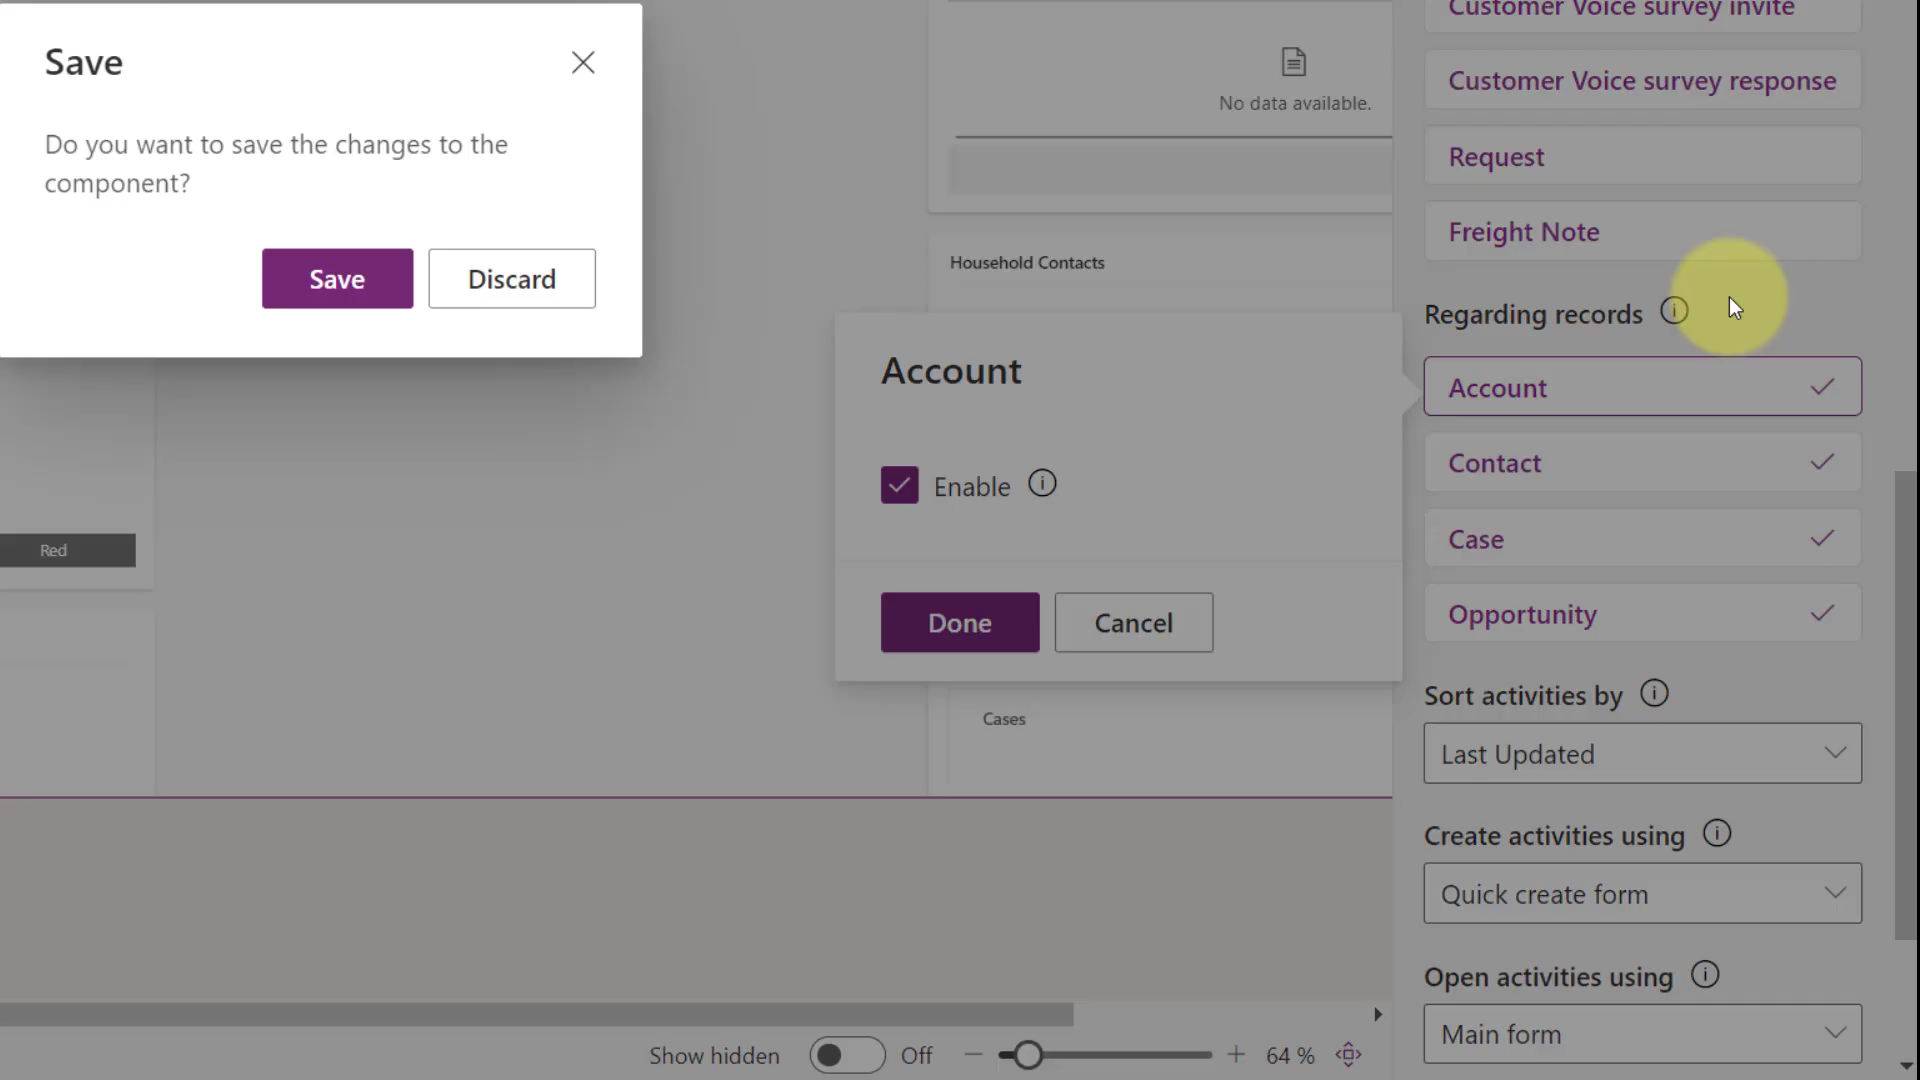 Save
Do you want to save the changes to the
component?
Save
Discard
Red
No data available.
Household Contacts
Account
Enable
Done
Cancel
Cases
Show hidden
Off
64 %
Customer Voice survey invite
Customer Voice survey response
Request
Freight Note
Regarding records
Account
Contact
Case
Opportunity
Sort activities by
Last Updated
Create activities using
Quick create form
Open activities using
Main form